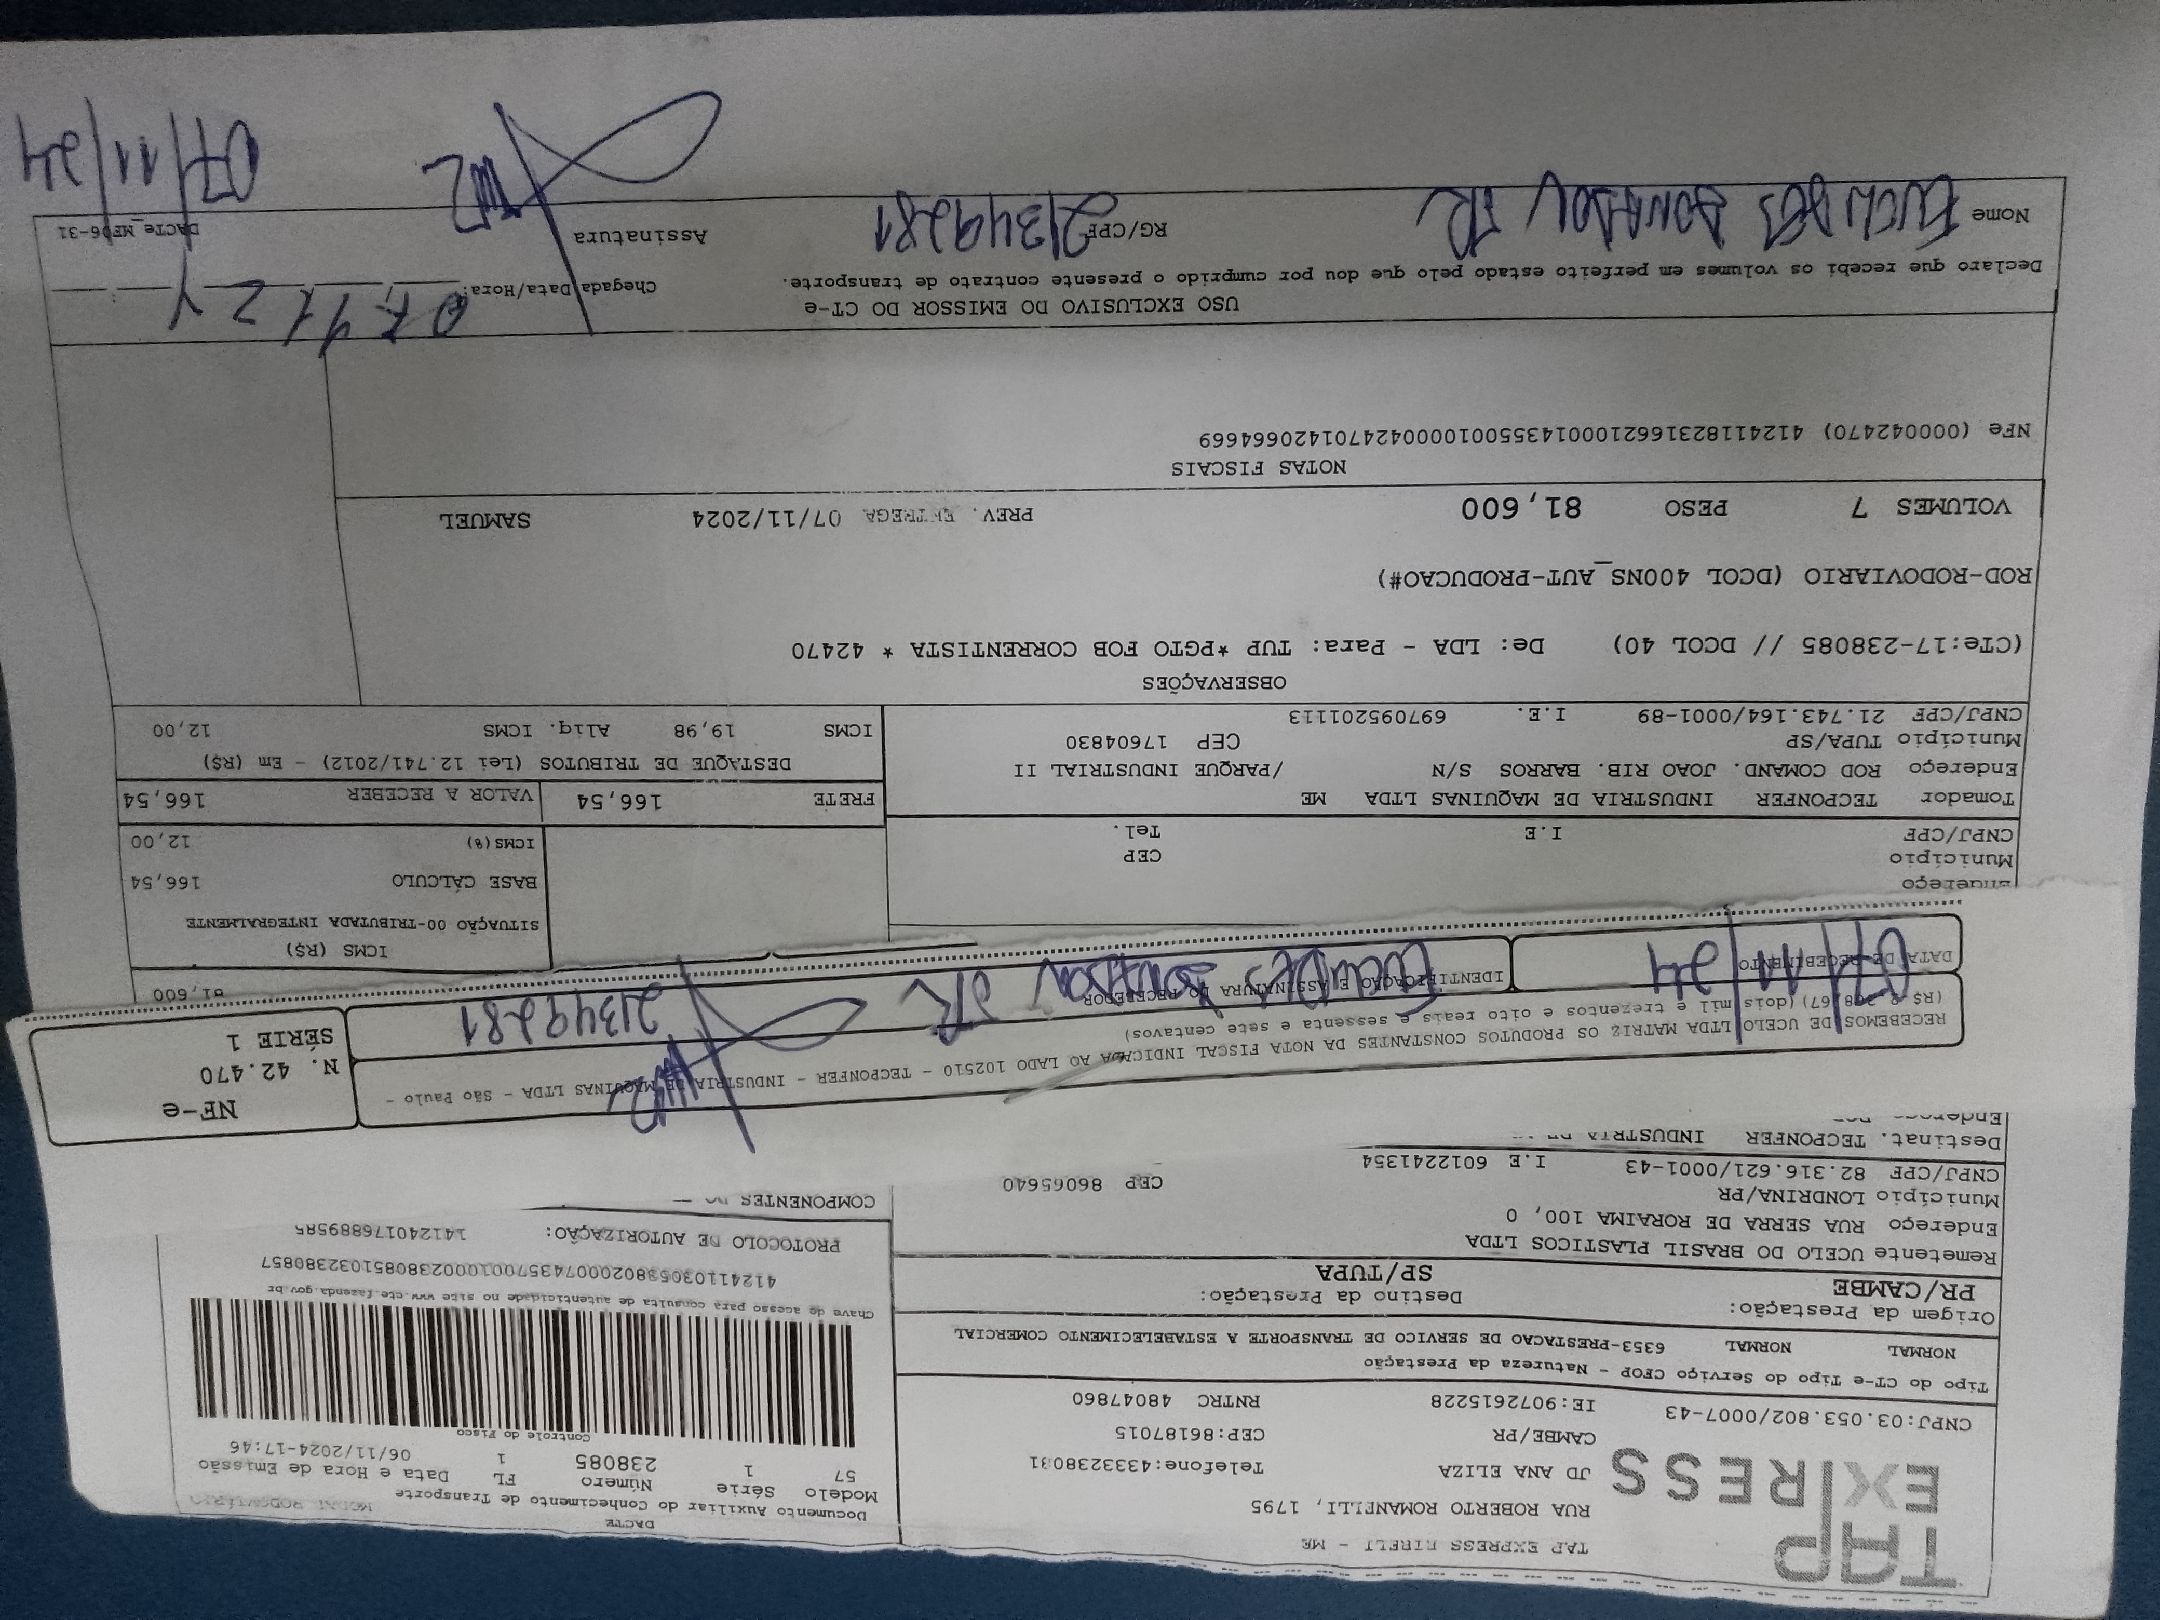 TAP
EXPRESS
TAP EXPRESS EIRELI - ME
RUA ROBERTO ROMANELLI, 1795
JD ANA ELIZA Telefone:4332238031
CAMBE/PR CEP:86187015
CNPJ:03.053.802/0007-43 IE:9072615228 RNTRC 48047860
DACTE
Documento Auxiliar do Conhecimento de Transporte MODAL RODOVIÁRIO
Modelo Série Número FL Data e Hora de Emissão
57 1 238085 1 06/11/2024-17:46
Controle do Fisco
Chave de acesso para consulta de autenticidade no site www.cte.fazenda.gov.br
41241103053802000743570010002380851032380857
PROTOCOLO DE AUTORIZAÇÃO: 141240176889585
Tipo do CT-e Tipo do Serviço CFOP - Natureza da Prestação
NORMAL NORMAL 6353-PRESTACAO DE SERVICO DE TRANSPORTE A ESTABELECIMENTO COMERCIAL
Origem da Prestação: Destino da Prestação:
PR/CAMBE SP/TUPA
Remetente UCELO DO BRASIL PLASTICOS LTDA
Endereço RUA SERRA DE RORAIMA 100, 0
Município LONDRINA/PR CEP 86065640
CNPJ/CPF 82.316.621/0001-43 I.E 6012241354
Destinat. TECPONFER INDUSTRIA DE
Endereço
COMPONENTES DO
RECEBEMOS DE UCELO LTDA MATRIZ OS PRODUTOS CONSTANTES DA NOTA FISCAL INDICADA AO LADO 102510 - TECPONFER - INDUSTRIA DE MAQUINAS LTDA - São Paulo -
(R$ 2.308,67) (dois mil e trezentos e oito reais e sessenta e sete centavos)
DATA DE RECEBIMENTO IDENTIFICAÇÃO E ASSINATURA DO RECEBEDOR
07/11/24 EUCLIDES DONADON JR 21349281
NF-e
N. 42.470
SÉRIE 1
81,600
ICMS (R$)
SITUAÇÃO 00-TRIBUTADA INTEGRALMENTE
BASE CÁLCULO 166,54
ICMS(%) 12,00
Endereço
Município CEP
CNPJ/CPF I.E Tel.
Tomador TECPONFER INDUSTRIA DE MAQUINAS LTDA ME
Endereço ROD COMAND. JOAO RIB. BARROS S/N /PARQUE INDUSTRIAL II
Município TUPA/SP CEP 17604830
CNPJ/CPF 21.743.164/0001-89 I.E. 697095201113
FRETE 166,54 VALOR A RECEBER 166,54
DESTAQUE DE TRIBUTOS (Lei 12.741/2012) - Em (R$)
ICMS 19,98 Aliq. ICMS 12,00
OBSERVAÇÕES
(CTe:17-238085 // DCOL 40) De: LDA - Para: TUP *PGTO FOB CORRENTISTA * 42470
ROD-RODOVIARIO (DCOL 400NS_AUT-PRODUCAO#)
VOLUMES 7 PESO 81,600 PREV. ENTREGA 07/11/2024 SAMUEL
NOTAS FISCAIS
NFe (000042470) 41241182316621000143550010000424701420664669
USO EXCLUSIVO DO EMISSOR DO CT-e
Declaro que recebi os volumes em perfeito estado pelo que dou por cumprido o presente contrato de transporte.
Chegada Data/Hora: 07 11 24
Nome EUCLIDES DONADON JR RG/CPF 21349281 Assinatura
DACTe_MF06-31
07/11/24